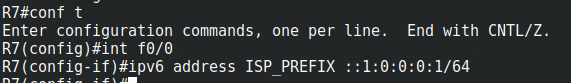 R7#conf t
Enter configuration commands, one per line.  End with CNTL/Z.
R7(config)#int f0/0
R7(config-if)#ipv6 address ISP_PREFIX ::1:0:0:0:1/64
R7(config-if)#